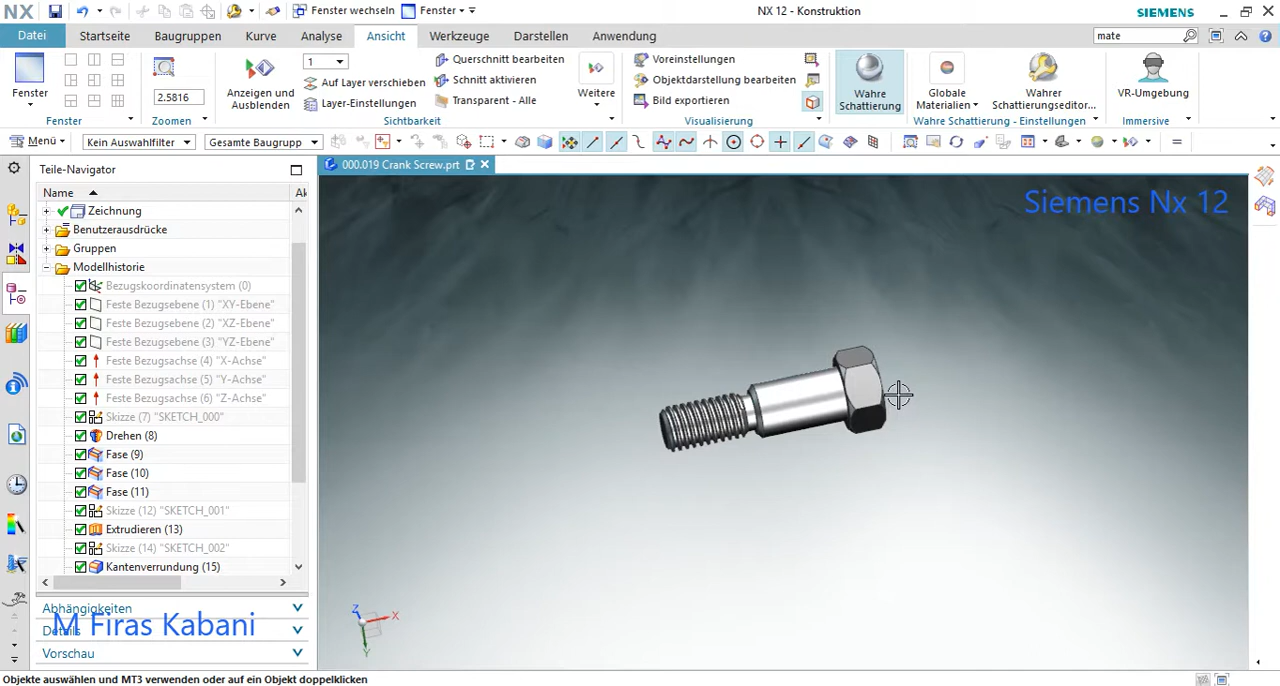 NX
Fenster wechseln
Fenster
NX 12 - Konstruktion
SIEMENS
Datei
Startseite
Baugruppen
Kurve
Analyse
Ansicht
Werkzeuge
Darstellen
Anwendung
mate
Fenster
2.5816
Fenster
Zoomen
Anzeigen und
Ausblenden
1
Auf Layer verschieben
Layer-Einstellungen
Querschnitt bearbeiten
Schnitt aktivieren
Transparent - Alle
Weitere
Sichtbarkeit
Voreinstellungen
Objektdarstellung bearbeiten
Bild exportieren
Visualisierung
Wahre
Schattierung
Globale
Materialien
Wahrer
Schattierungseditor...
Wahre Schattierung - Einstellungen
VR-Umgebung
Immersive
Menü
Kein Auswahlfilter
Gesamte Baugrupp
Teile-Navigator
000.019 Crank Screw.prt
Siemens Nx 12
Name
Ak
Zeichnung
Benutzerausdrücke
Gruppen
Modellhistorie
Bezugskoordinatensystem (0)
Feste Bezugsebene (1) "XY-Ebene"
Feste Bezugsebene (2) "XZ-Ebene"
Feste Bezugsebene (3) "YZ-Ebene"
Feste Bezugsachse (4) "X-Achse"
Feste Bezugsachse (5) "Y-Achse"
Feste Bezugsachse (6) "Z-Achse"
Skizze (7) "SKETCH_000"
Drehen (8)
Fase (9)
Fase (10)
Fase (11)
Skizze (12) "SKETCH_001"
Extrudieren (13)
Skizze (14) "SKETCH_002"
Kantenverrundung (15)
Abhängigkeiten
Details
M Firas Kabani
Vorschau
Z
X
Y
Objekte auswählen und MT3 verwenden oder auf ein Objekt doppelklicken